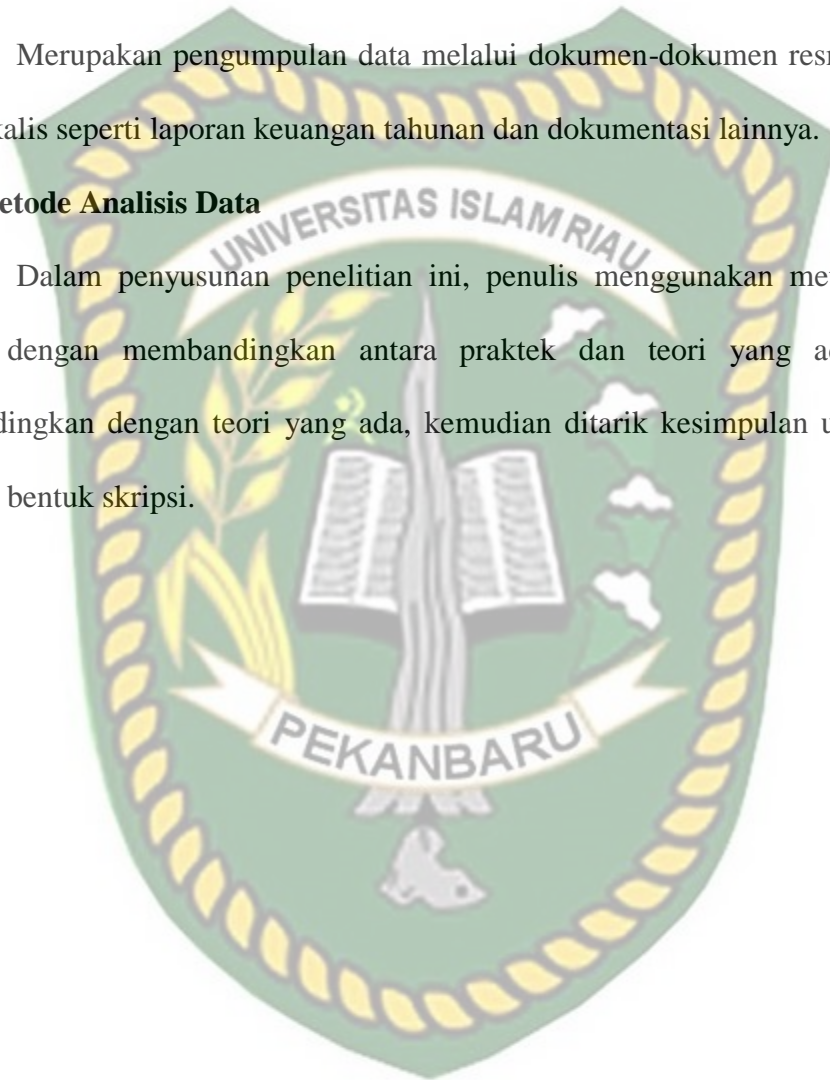 Merupakan pengumpulan data melalui dokumen-dokumen resm
kalis seperti laporan keuangan tahunan dan dokumentasi lainnya.
etode Analisis Data
UNIVERSITAS ISLAM RIAU
Dalam penyusunan penelitian ini, penulis menggunakan me
dengan membandingkan antara praktek dan teori yang a
dingkan dengan teori yang ada, kemudian ditarik kesimpulan u
bentuk skripsi.
PEKANBARU